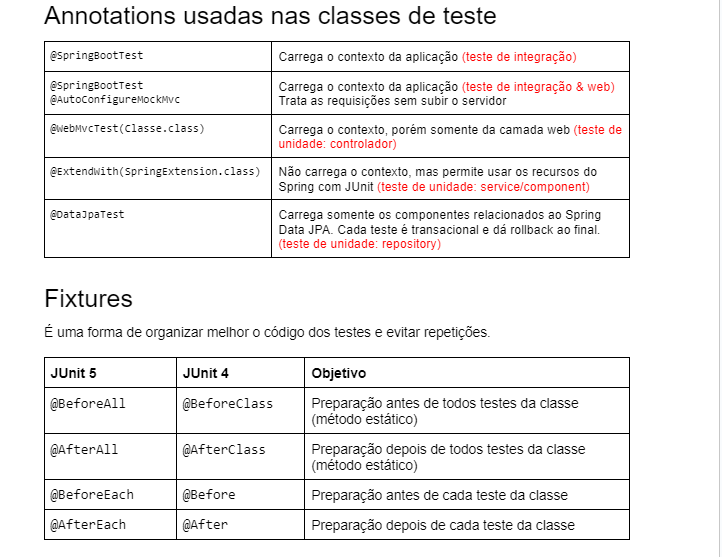 Annotations usadas nas classes de teste
@SpringBootTest
Carrega o contexto da aplicação (teste de integração)
@SpringBootTest
@AutoConfigureMockMvc
Carrega o contexto da aplicação (teste de integração & web)
Trata as requisições sem subir o servidor
@WebMvcTest(Classe.class)
Carrega o contexto, porém somente da camada web (teste de
unidade: controlador)
@ExtendWith(SpringExtension.class)
Não carrega o contexto, mas permite usar os recursos do
Spring com JUnit (teste de unidade: service/component)
@DataJpaTest
Carrega somente os componentes relacionados ao Spring
Data JPA. Cada teste é transacional e dá rollback ao final.
(teste de unidade: repository)
Fixtures
É uma forma de organizar melhor o código dos testes e evitar repetições.
JUnit 5
JUnit 4
Objetivo
@BeforeAll
@BeforeClass
Preparação antes de todos testes da classe
(método estático)
@AfterAll
@AfterClass
Preparação depois de todos testes da classe
(método estático)
@BeforeEach
@Before
Preparação antes de cada teste da classe
@AfterEach
@After
Preparação depois de cada teste da classe